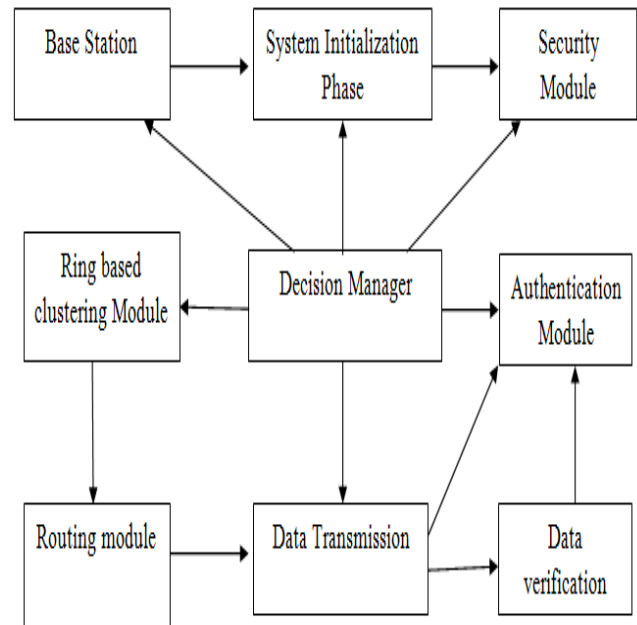 Base Station
System Initialization
Phase
Security
Module
Ring based
clustering Module
Decision Manager
Authentication
Module
Routing module
Data Transmission
Data
verification